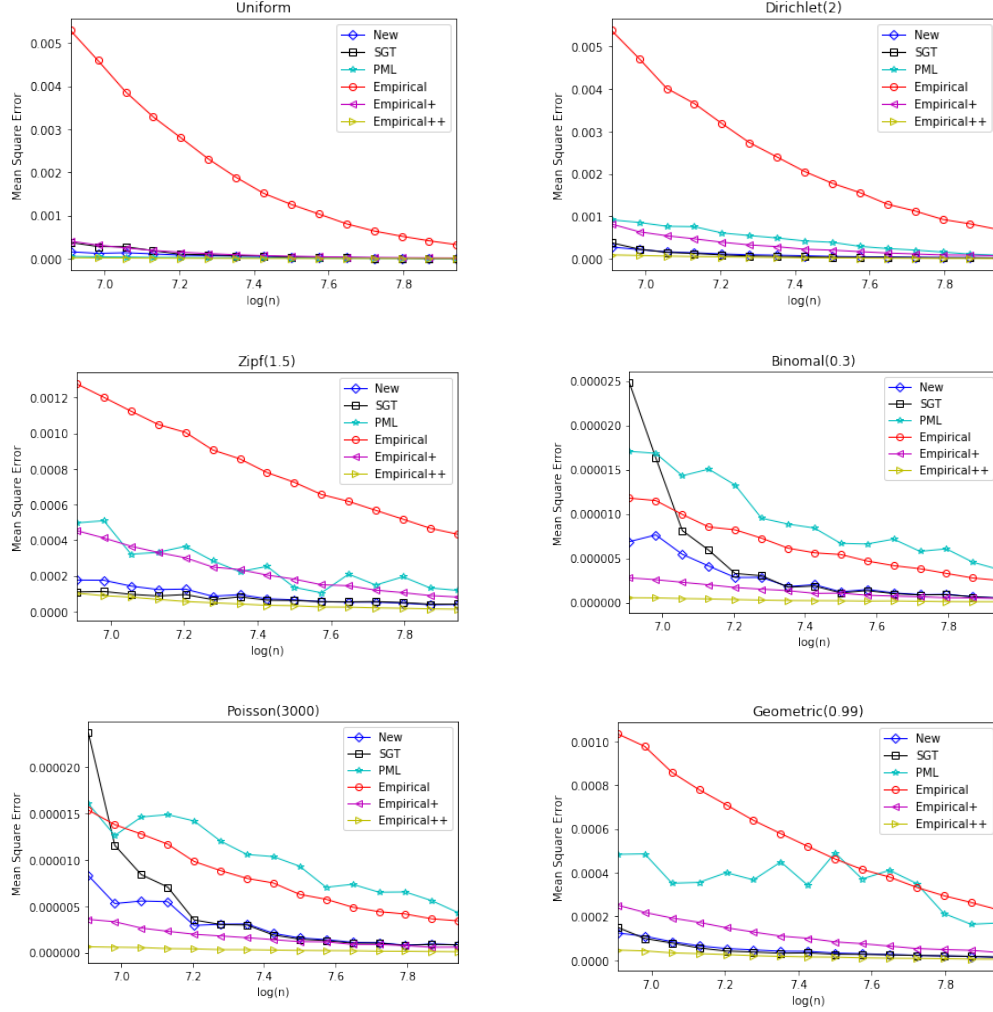 Uniform
Mean Square Error
0.005
0.004
0.003
0.002
0.001
0.000
New
SGT
PML
Empirical
Empirical+
Empirical++
7.0 7.2 7.4 7.6 7.8
log(n)
Dirichlet(2)
Mean Square Error
0.005
0.004
0.003
0.002
0.001
0.000
New
SGT
PML
Empirical
Empirical+
Empirical++
7.0 7.2 7.4 7.6 7.8
log(n)
Zipf(1.5)
Mean Square Error
0.0012
0.0010
0.0008
0.0006
0.0004
0.0002
0.0000
New
SGT
PML
Empirical
Empirical+
Empirical++
7.0 7.2 7.4 7.6 7.8
log(n)
Binomal(0.3)
Mean Square Error
0.000025
0.000020
0.000015
0.000010
0.000005
0.000000
New
SGT
PML
Empirical
Empirical+
Empirical++
7.0 7.2 7.4 7.6 7.8
log(n)
Poisson(3000)
Mean Square Error
0.000020
0.000015
0.000010
0.000005
0.000000
New
SGT
PML
Empirical
Empirical+
Empirical++
7.0 7.2 7.4 7.6 7.8
log(n)
Geometric(0.99)
Mean Square Error
0.0010
0.0008
0.0006
0.0004
0.0002
0.0000
New
SGT
PML
Empirical
Empirical+
Empirical++
7.0 7.2 7.4 7.6 7.8
log(n)